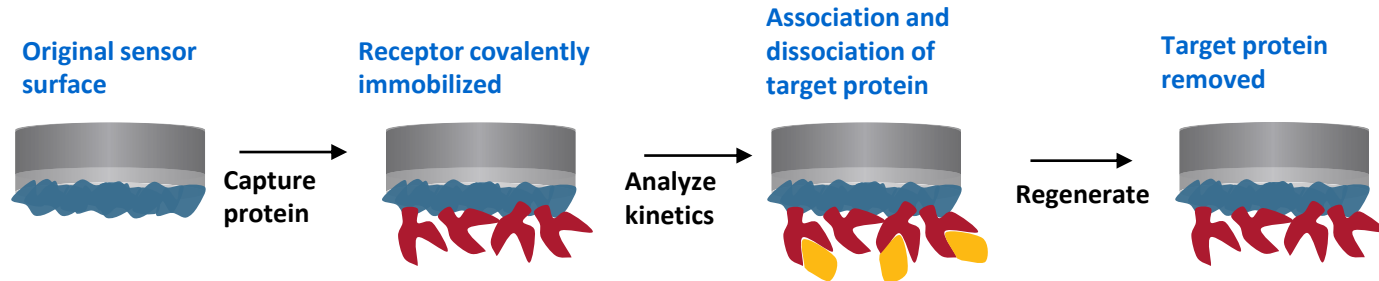 Original sensor
surface
Capture
protein
Receptor covalently
immobilized
Analyze
kinetics
Association and
dissociation of
target protein
Regenerate
Target protein
removed